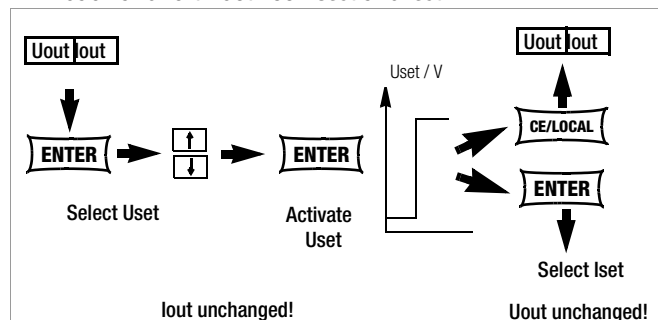 Uout Iout
Uout Iout
Uset / V
ENTER
↑
↓
ENTER
CE/LOCAL
ENTER
Select Uset
Activate
Uset
Select Iset
Iout unchanged!
Uout unchanged!